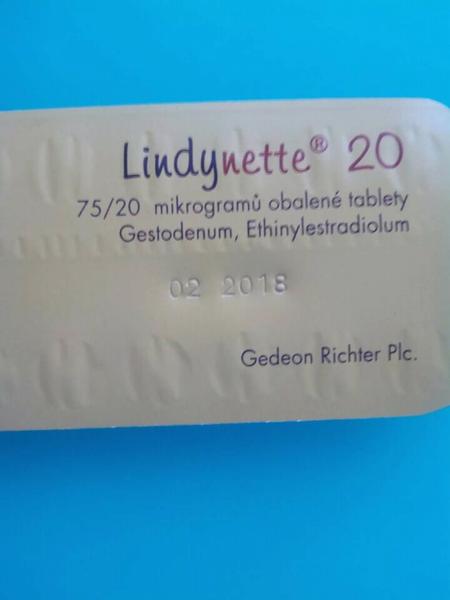 Lindynette® 20
75/20 mikrogramů obalené tablety
Gestodenum, Ethinylestradiolum
02 2018
Gedeon Richter Plc.